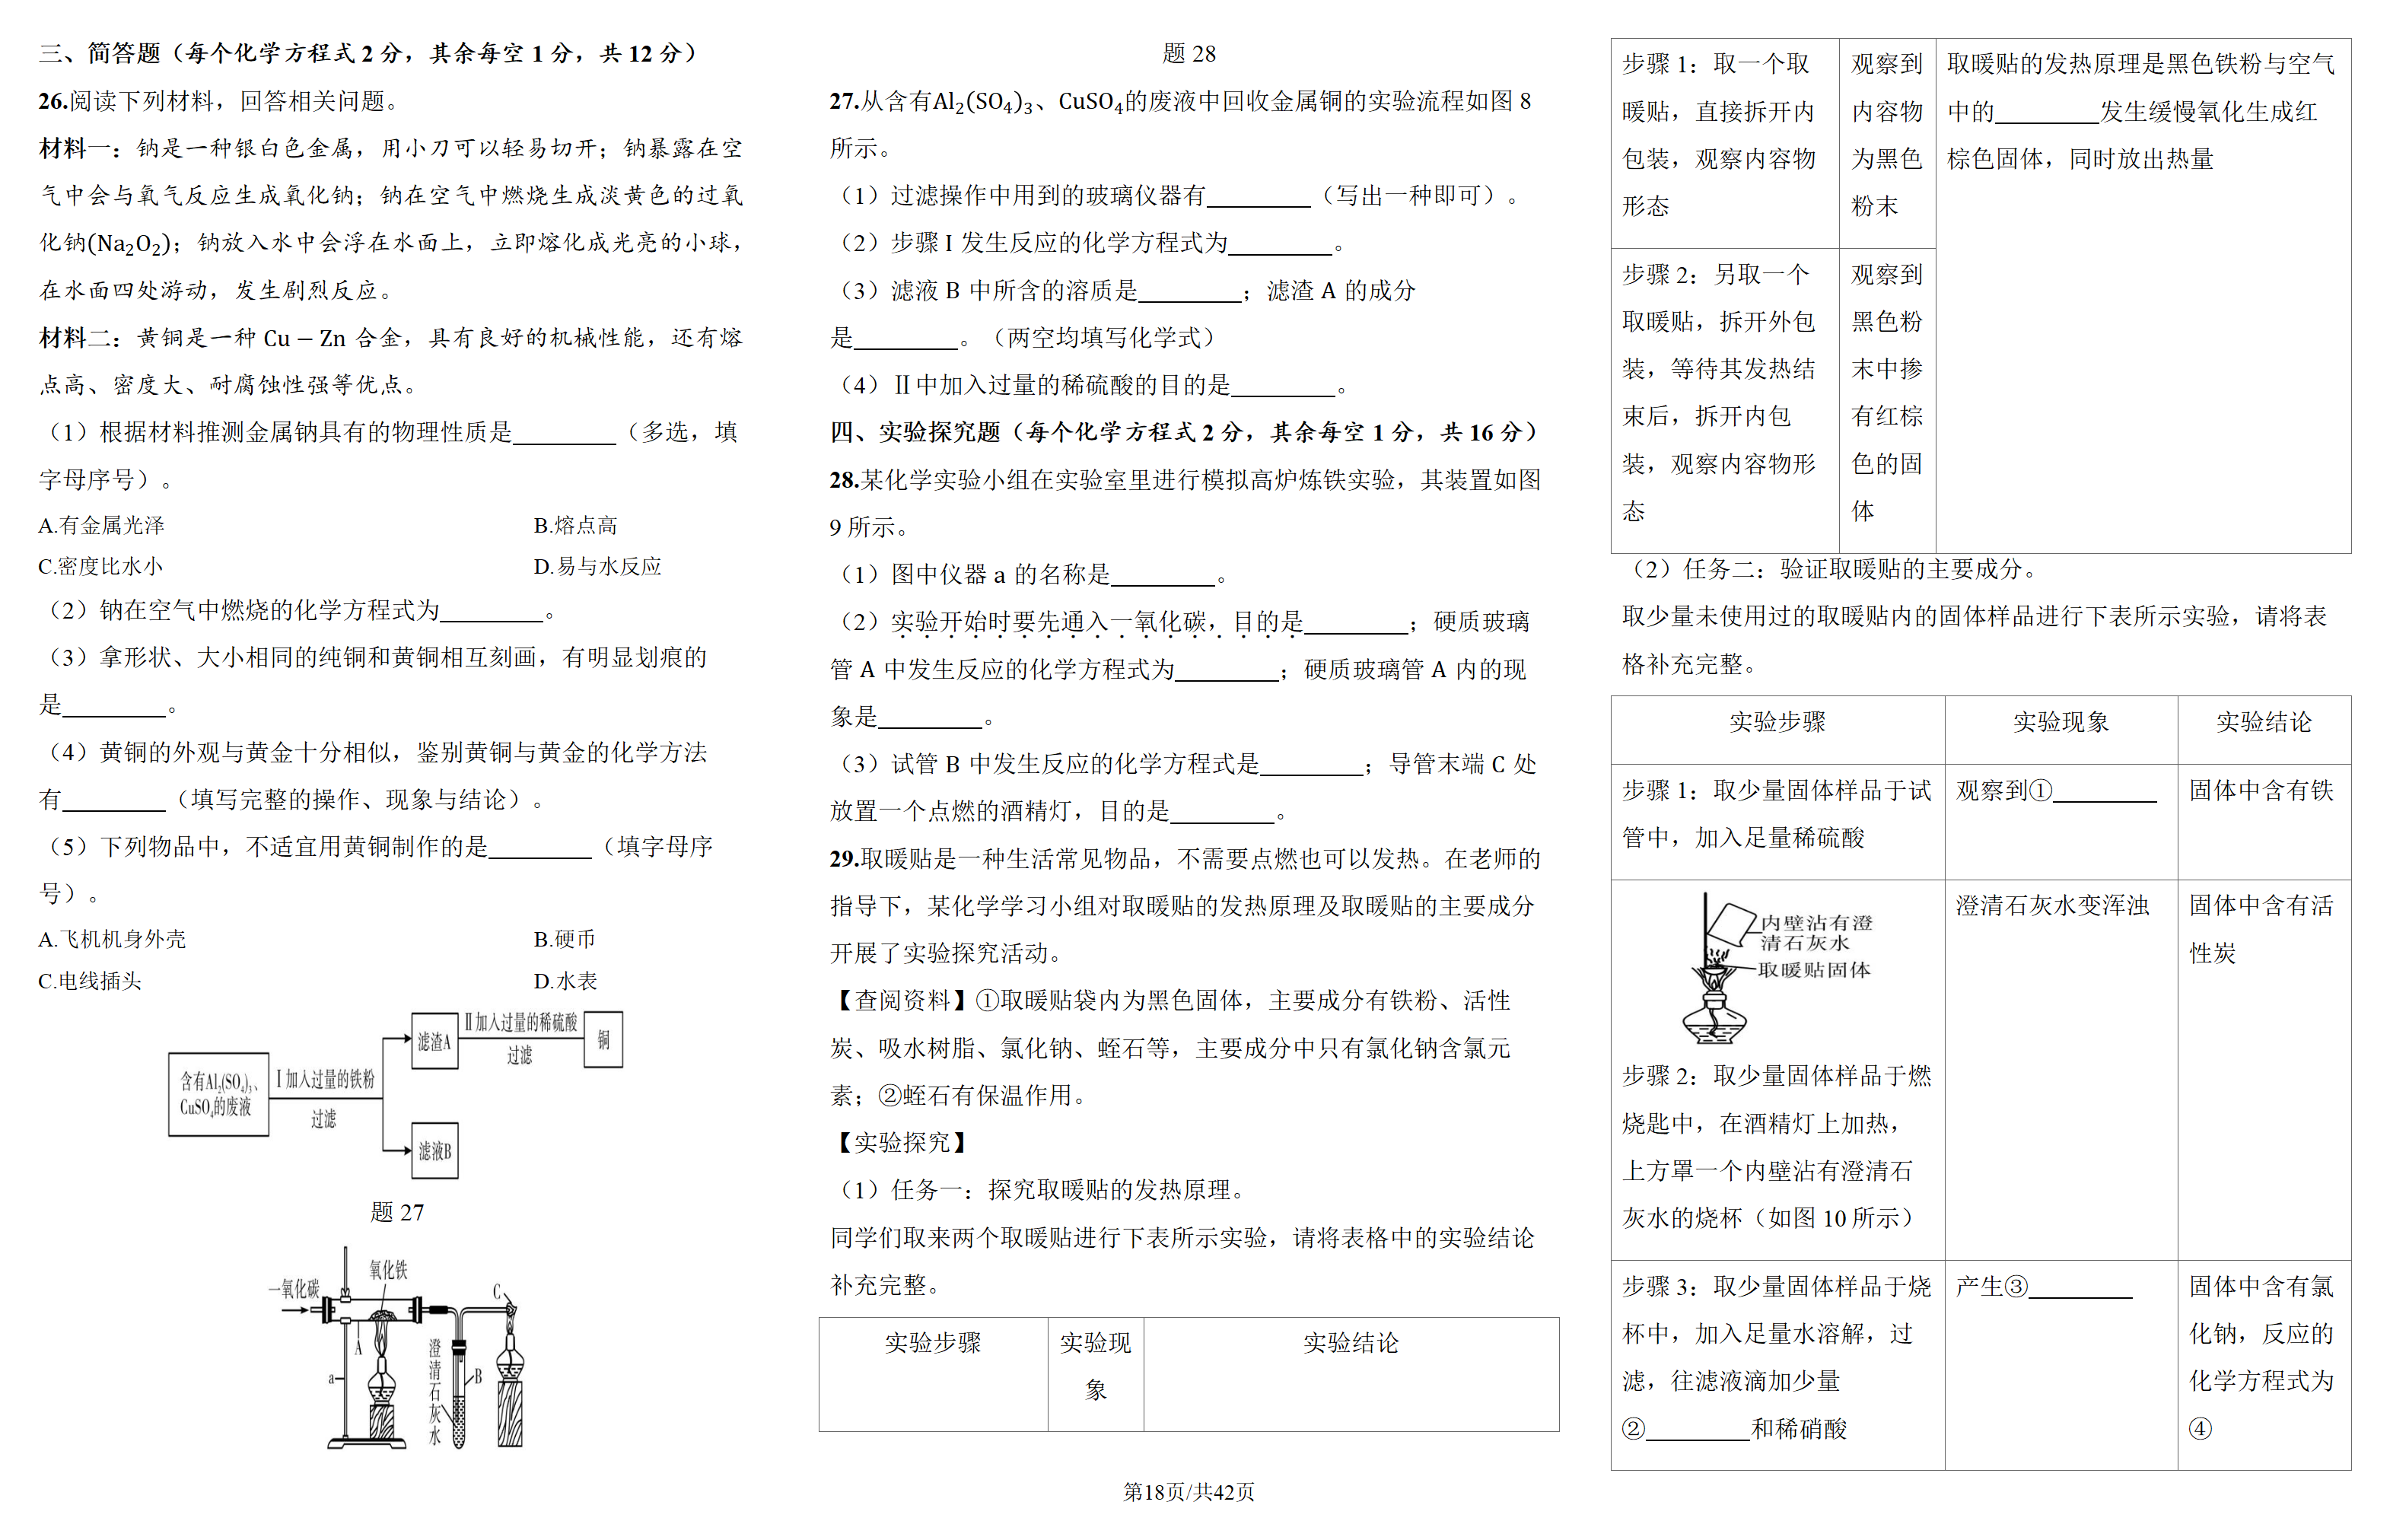 三、简答题（每个化学方程式 2 分，其余每空 1 分，共 12 分）
26.阅读下列材料，回答相关问题。
材料一：钠是一种银白色金属，用小刀可以轻易切开；钠暴露在空
气中会与氧气反应生成氧化钠；钠在空气中燃烧生成淡黄色的过氧
化钠(Na₂O₂)；钠放入水中会浮在水面上，立即熔化成光亮的小球，
在水面四处游动，发生剧烈反应。
材料二：黄铜是一种 Cu－Zn 合金，具有良好的机械性能，还有熔
点高、密度大、耐腐蚀性强等优点。
（1）根据材料推测金属钠具有的物理性质是________（多选，填
字母序号）。
A.有金属光泽 B.熔点高
C.密度比水小 D.易与水反应
（2）钠在空气中燃烧的化学方程式为________。
（3）拿形状、大小相同的纯铜和黄铜相互刻画，有明显划痕的
是________。
（4）黄铜的外观与黄金十分相似，鉴别黄铜与黄金的化学方法
有________（填写完整的操作、现象与结论）。
（5）下列物品中，不适宜用黄铜制作的是________（填字母序
号）。
A.飞机机身外壳 B.硬币
C.电线插头 D.水表
含有Al₂(SO₄)₃、
CuSO₄的废液
Ⅰ加入过量的铁粉
过滤
滤渣A
Ⅱ加入过量的稀硫酸
过滤
铜
滤液B
题 27
一氧化碳
氧化铁
C
A
a
澄清石灰水
B
题 28
27.从含有Al₂(SO₄)₃、CuSO₄的废液中回收金属铜的实验流程如图 8
所示。
（1）过滤操作中用到的玻璃仪器有________（写出一种即可）。
（2）步骤 I 发生反应的化学方程式为________。
（3）滤液 B 中所含的溶质是________；滤渣 A 的成分
是________。（两空均填写化学式）
（4）Ⅱ中加入过量的稀硫酸的目的是________。
四、实验探究题（每个化学方程式 2 分，其余每空 1 分，共 16 分）
28.某化学实验小组在实验室里进行模拟高炉炼铁实验，其装置如图
9 所示。
（1）图中仪器 a 的名称是________。
（2）实验开始时要先通入一氧化碳，目的是________；硬质玻璃
管 A 中发生反应的化学方程式为________；硬质玻璃管 A 内的现
象是________。
（3）试管 B 中发生反应的化学方程式是________；导管末端 C 处
放置一个点燃的酒精灯，目的是________。
29.取暖贴是一种生活常见物品，不需要点燃也可以发热。在老师的
指导下，某化学学习小组对取暖贴的发热原理及取暖贴的主要成分
开展了实验探究活动。
【查阅资料】①取暖贴袋内为黑色固体，主要成分有铁粉、活性
炭、吸水树脂、氯化钠、蛭石等，主要成分中只有氯化钠含氯元
素；②蛭石有保温作用。
【实验探究】
（1）任务一：探究取暖贴的发热原理。
同学们取来两个取暖贴进行下表所示实验，请将表格中的实验结论
补充完整。
实验步骤
实验现
象
实验结论
步骤 1：取一个取
暖贴，直接拆开内
包装，观察内容物
形态
观察到
内容物
为黑色
粉末
取暖贴的发热原理是黑色铁粉与空气
中的________发生缓慢氧化生成红
棕色固体，同时放出热量
步骤 2：另取一个
取暖贴，拆开外包
装，等待其发热结
束后，拆开内包
装，观察内容物形
态
观察到
黑色粉
末中掺
有红棕
色的固
体
（2）任务二：验证取暖贴的主要成分。
取少量未使用过的取暖贴内的固体样品进行下表所示实验，请将表
格补充完整。
实验步骤
实验现象
实验结论
步骤 1：取少量固体样品于试
管中，加入足量稀硫酸
观察到①________
固体中含有铁
内壁沾有澄
清石灰水
取暖贴固体
步骤 2：取少量固体样品于燃
烧匙中，在酒精灯上加热，
上方罩一个内壁沾有澄清石
灰水的烧杯（如图 10 所示）
澄清石灰水变浑浊
固体中含有活
性炭
步骤 3：取少量固体样品于烧
杯中，加入足量水溶解，过
滤，往滤液滴加少量
②________和稀硝酸
产生③________
固体中含有氯
化钠，反应的
化学方程式为
④
第18页/共42页